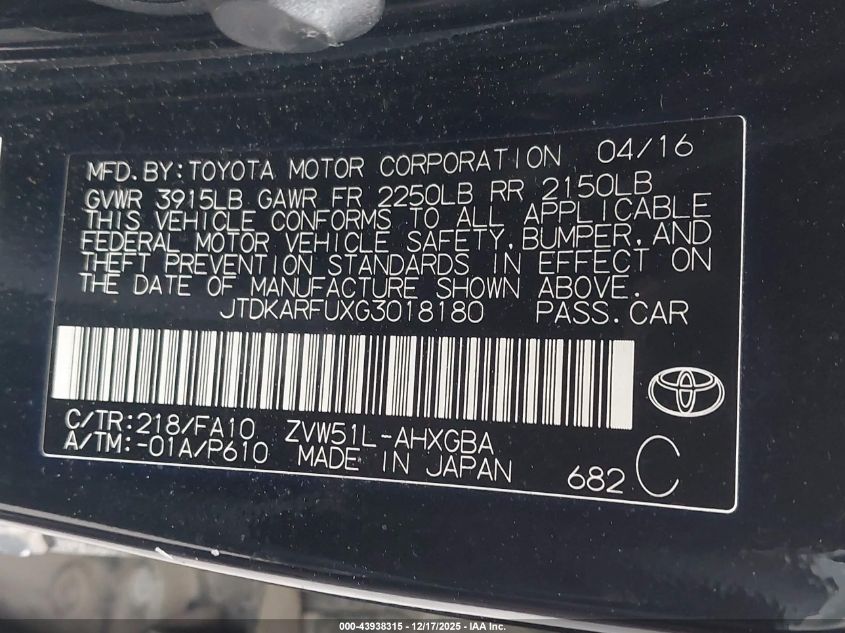 MFD. BY: TOYOTA MOTOR CORPORATION 04/16
GVWR 3915LB GAWR FR 2250LB RR 2150LB
THIS VEHICLE CONFORMS TO ALL APPLICABLE
FEDERAL MOTOR VEHICLE SAFETY, BUMPER, AND
THEFT PREVENTION STANDARDS IN EFFECT ON
THE DATE OF MANUFACTURE SHOWN ABOVE.
JTDKARFUXG3018180 PASS. CAR
C/TR: 218/FA10 ZVW51L-AHXGBA
A/TM: -01A/P610 MADE IN JAPAN
682 C
000-43938315 - 12/17/2025 - IAA Inc.